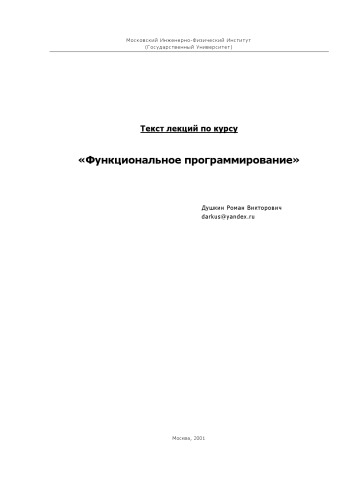 Московский Инженерно-Физический Институт
(Государственный Университет)
Текст лекций по курсу
«Функциональное программирование»
Душкин Роман Викторович
darkus@yandex.ru
Москва, 2001